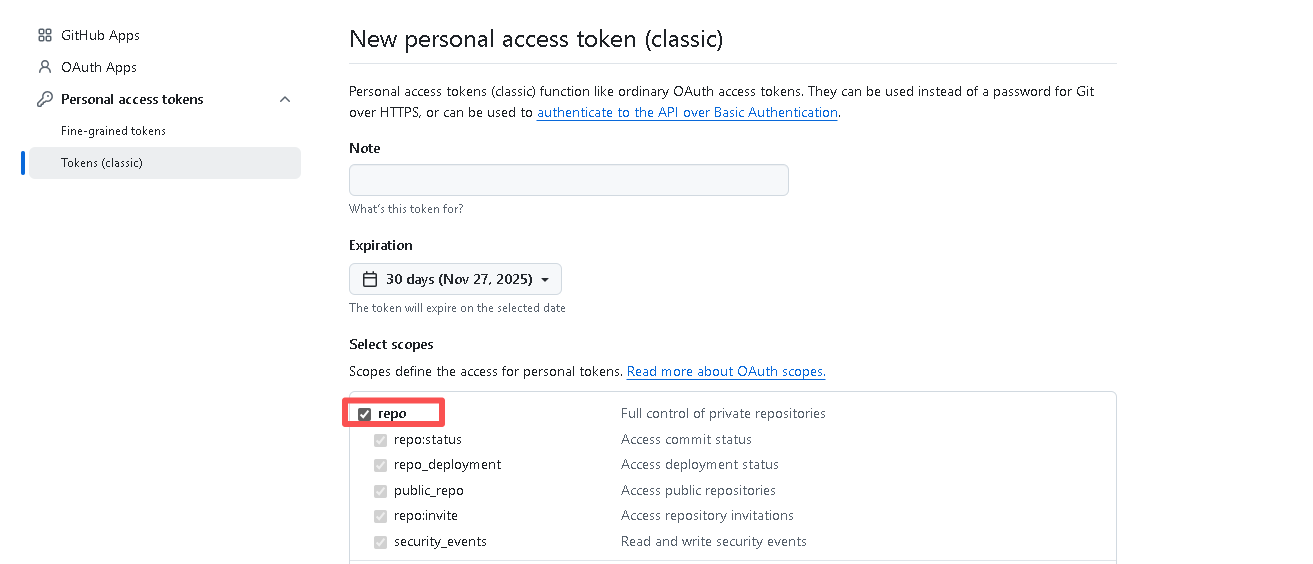 GitHub Apps
OAuth Apps
Personal access tokens
Fine-grained tokens
Tokens (classic)
New personal access token (classic)
Personal access tokens (classic) function like ordinary OAuth access tokens. They can be used instead of a password for Git
over HTTPS, or can be used to authenticate to the API over Basic Authentication.
Note
What's this token for?
Expiration
30 days (Nov 27, 2025)
The token will expire on the selected date
Select scopes
Scopes define the access for personal tokens. Read more about OAuth scopes.
repo Full control of private repositories
repo:status Access commit status
repo_deployment Access deployment status
public_repo Access public repositories
repo:invite Access repository invitations
security_events Read and write security events